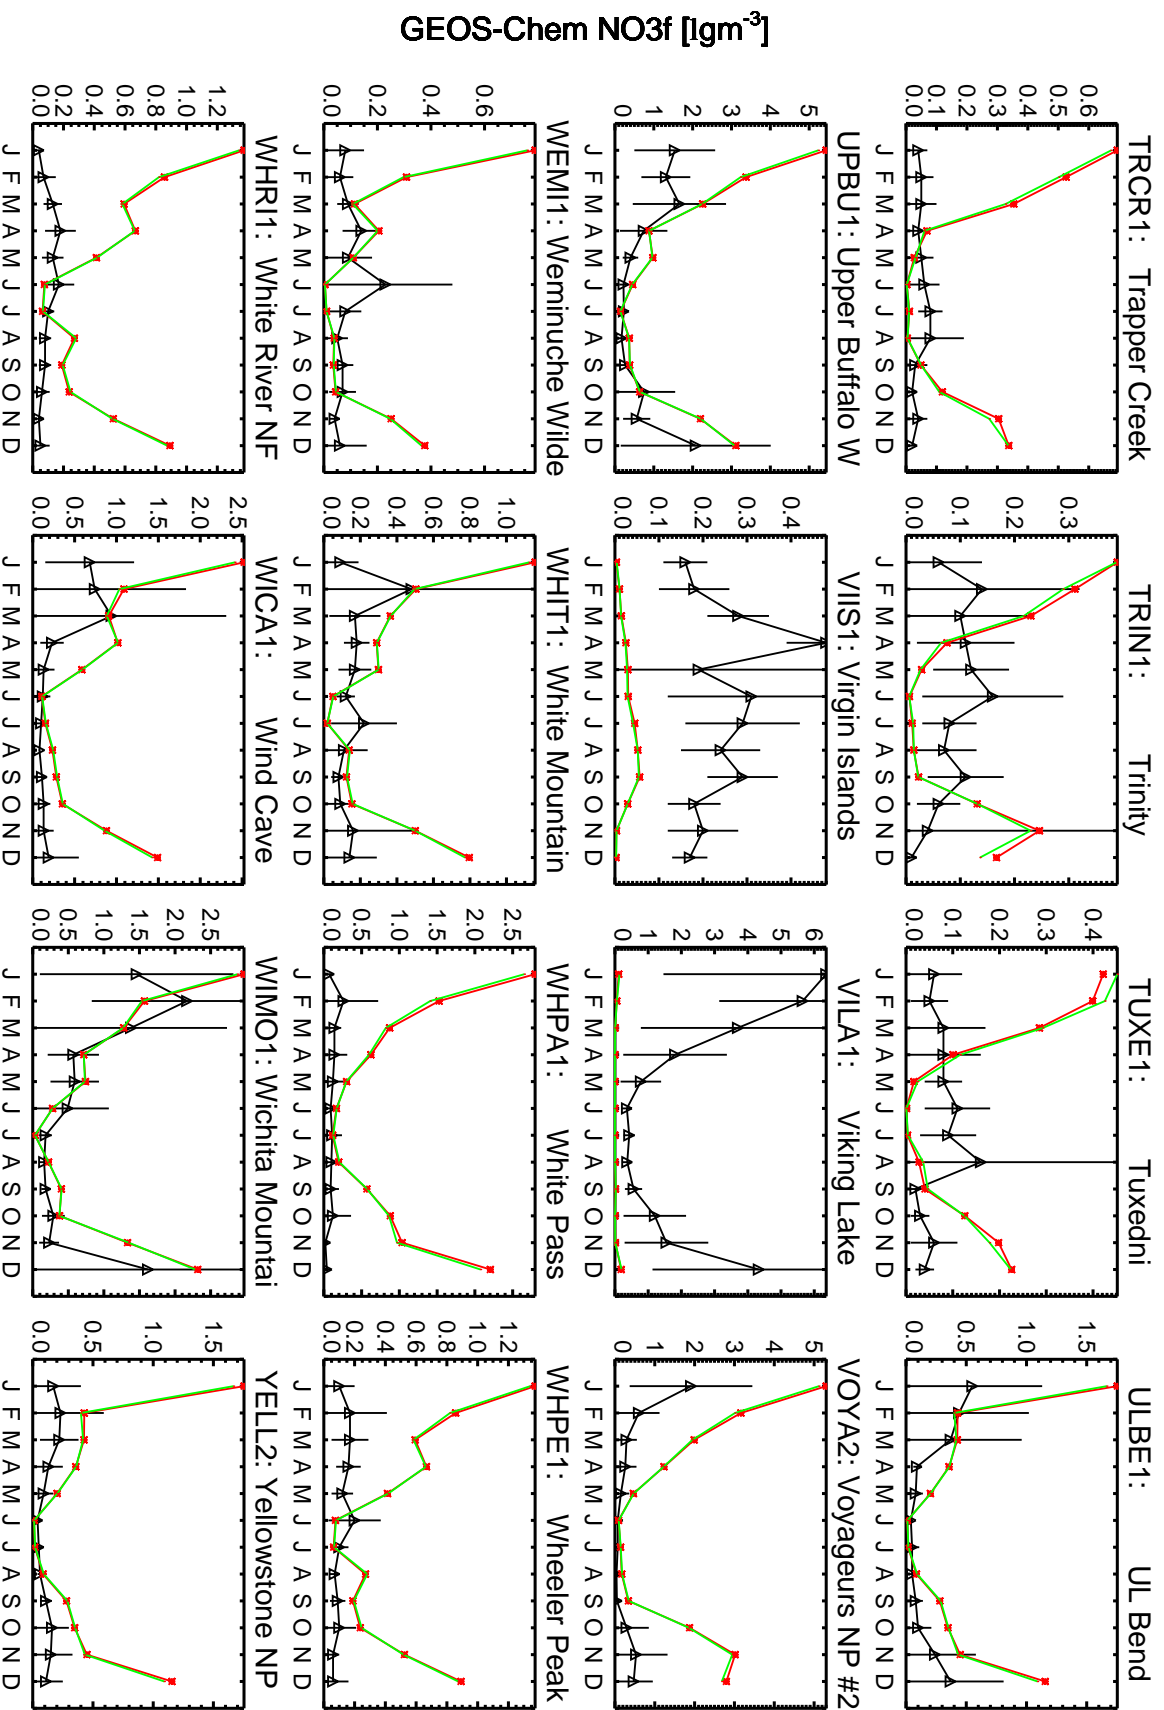 GEOS-Chem NO3f [1gm-3]
TRCR1: Trapper Creek
0.6
0.5
0.4
0.3
0.2
0.1
0.0
J F M A M J J A S O N D
TRIN1: Trinity
0.3
0.2
0.1
0.0
J F M A M J J A S O N D
TUXE1: Tuxedni
0.4
0.3
0.2
0.1
0.0
J F M A M J J A S O N D
ULBE1: UL Bend
1.5
1.0
0.5
0.0
J F M A M J J A S O N D
UPBU1: Upper Buffalo W
5
4
3
2
1
0
J F M A M J J A S O N D
VIIS1: Virgin Islands
0.4
0.3
0.2
0.1
0.0
J F M A M J J A S O N D
VILA1: Viking Lake
6
5
4
3
2
1
0
J F M A M J J A S O N D
VOYA2: Voyageurs NP #2
5
4
3
2
1
0
J F M A M J J A S O N D
WEMI1: Weminuche Wilde
0.6
0.4
0.2
0.0
J F M A M J J A S O N D
WHIT1: White Mountain
1.0
0.8
0.6
0.4
0.2
0.0
J F M A M J J A S O N D
WHPA1: White Pass
2.5
2.0
1.5
1.0
0.5
0.0
J F M A M J J A S O N D
WHPE1: Wheeler Peak
1.2
1.0
0.8
0.6
0.4
0.2
0.0
J F M A M J J A S O N D
WHRI1: White River NF
1.2
1.0
0.8
0.6
0.4
0.2
0.0
J F M A M J J A S O N D
WICA1: Wind Cave
2.5
2.0
1.5
1.0
0.5
0.0
J F M A M J J A S O N D
WIMO1: Wichita Mountai
2.5
2.0
1.5
1.0
0.5
0.0
J F M A M J J A S O N D
YELL2: Yellowstone NP
1.5
1.0
0.5
0.0
J F M A M J J A S O N D